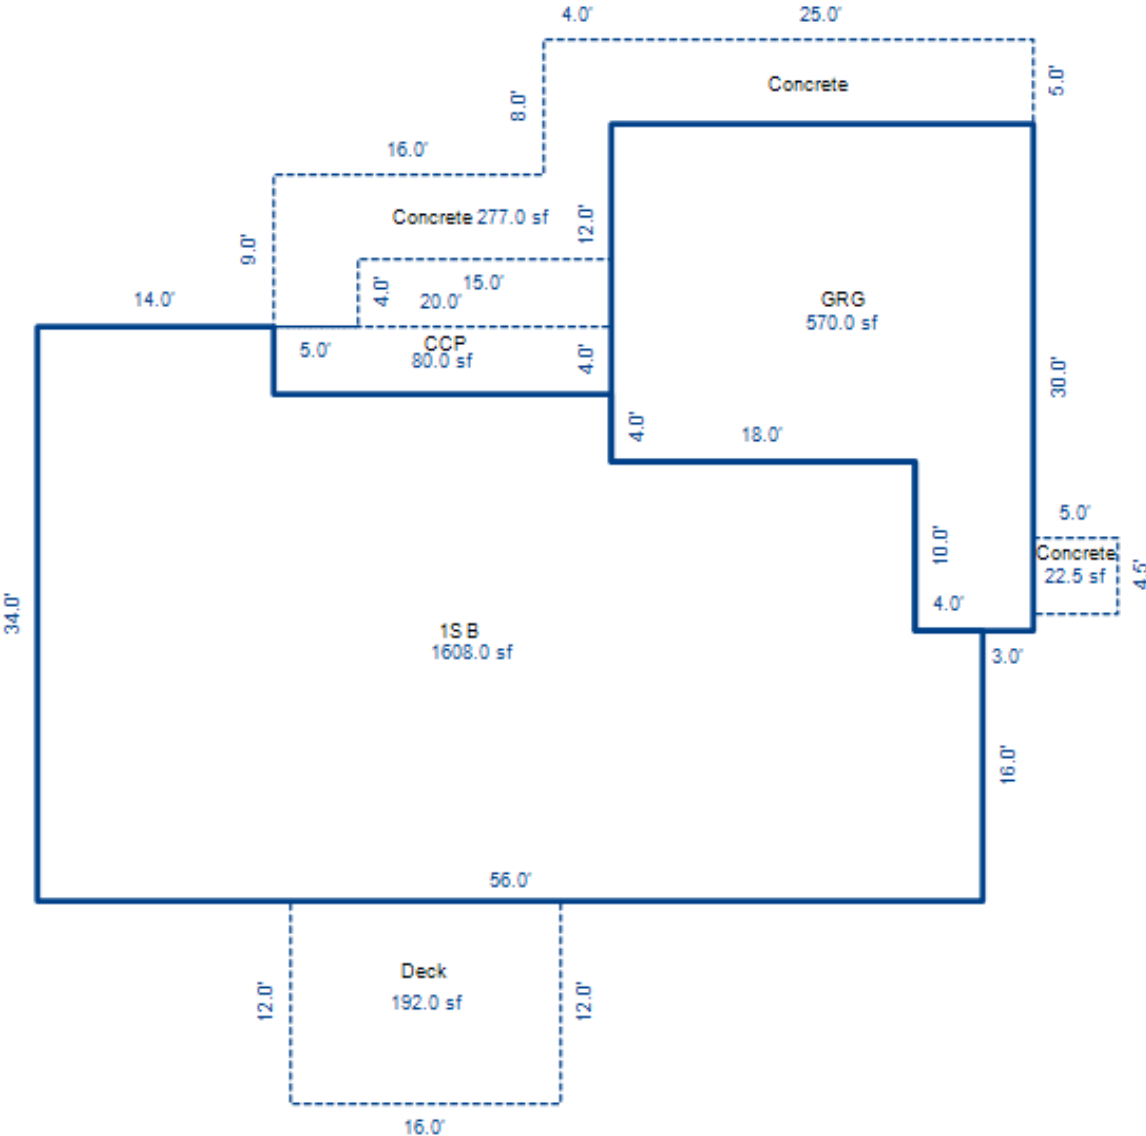 4.0' 25.0'
Concrete
5.0'
8.0'
16.0'
Concrete 277.0 sf
12.0'
9.0'
15.0'
4.0'
20.0'
14.0'
GRG
570.0 sf
CCP
80.0 sf
5.0'
4.0'
30.0'
4.0'
18.0'
5.0'
10.0'
Concrete
22.5 sf
4.5'
4.0'
34.0'
1S B
1608.0 sf
3.0'
16.0'
56.0'
Deck
192.0 sf
12.0'
12.0'
16.0'